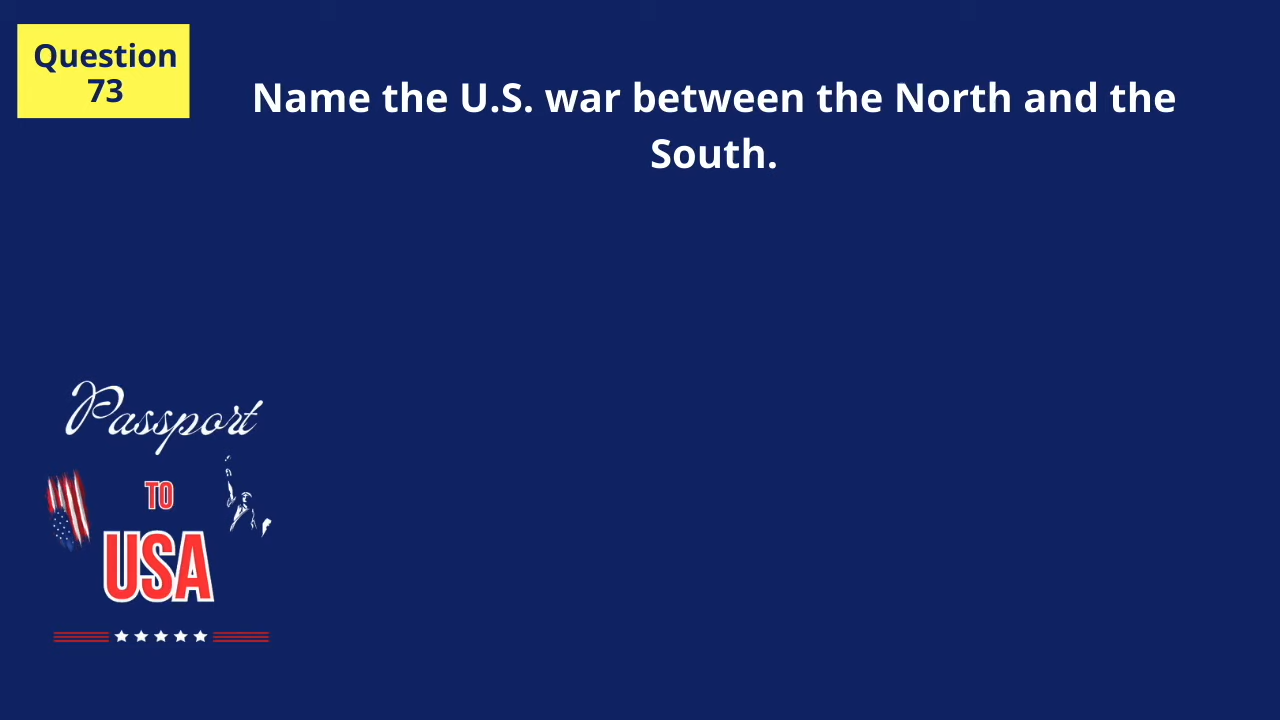 Question
73
Name the U.S. war between the North and the
South.
Passport
TO
USA